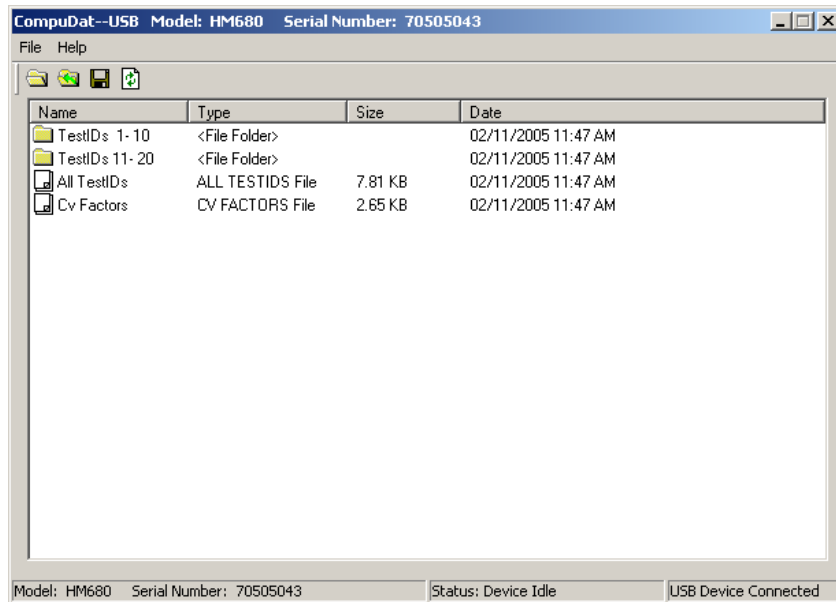 CompuDat--USB Model: HM680 Serial Number: 70505043
File Help
Name Type Size Date
TestIDs 1-10 <File Folder> 02/11/2005 11:47 AM
TestIDs 11-20 <File Folder> 02/11/2005 11:47 AM
All TestIDs ALL TESTIDS File 7.81 KB 02/11/2005 11:47 AM
Cv Factors CV FACTORS File 2.65 KB 02/11/2005 11:47 AM
Model: HM680 Serial Number: 70505043 Status: Device Idle USB Device Connected